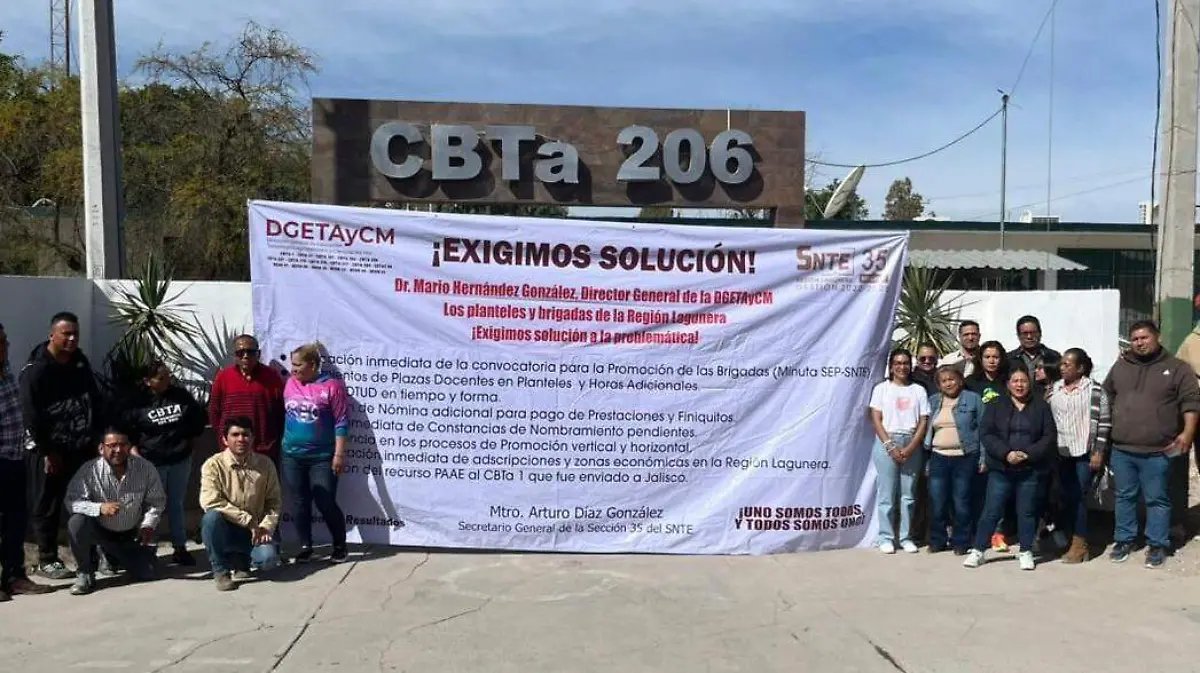 CBTa 206
DGETAyCM
¡EXIGIMOS SOLUCIÓN!
SNTE 35
Dr. Mario Hernández González, Director General de la DGETAyCM
Los planteles y brigadas de la Región Lagunera
¡Exigimos solución a la problemática!
inmediata de la convocatoria para la Promoción de las Brigadas (Minuta SEP-SNTE)
de Plazas Docentes en Planteles y Horas Adicionales.
en tiempo y forma.
de Nómina adicional para pago de Prestaciones y Finiquitos.
de Constancias de Nombramiento pendientes.
en los procesos de Promoción vertical y horizontal.
inmediata de adscripciones y zonas económicas en la Región Lagunera.
del recurso PAAE al CBTa 1 que fue enviado a Jalisco.
Mtro. Arturo Díaz González
Secretario General de la Sección 35 del SNTE
Resultados
¡UNO SOMOS TODOS,
Y TODOS SOMOS UNO!
CBTA